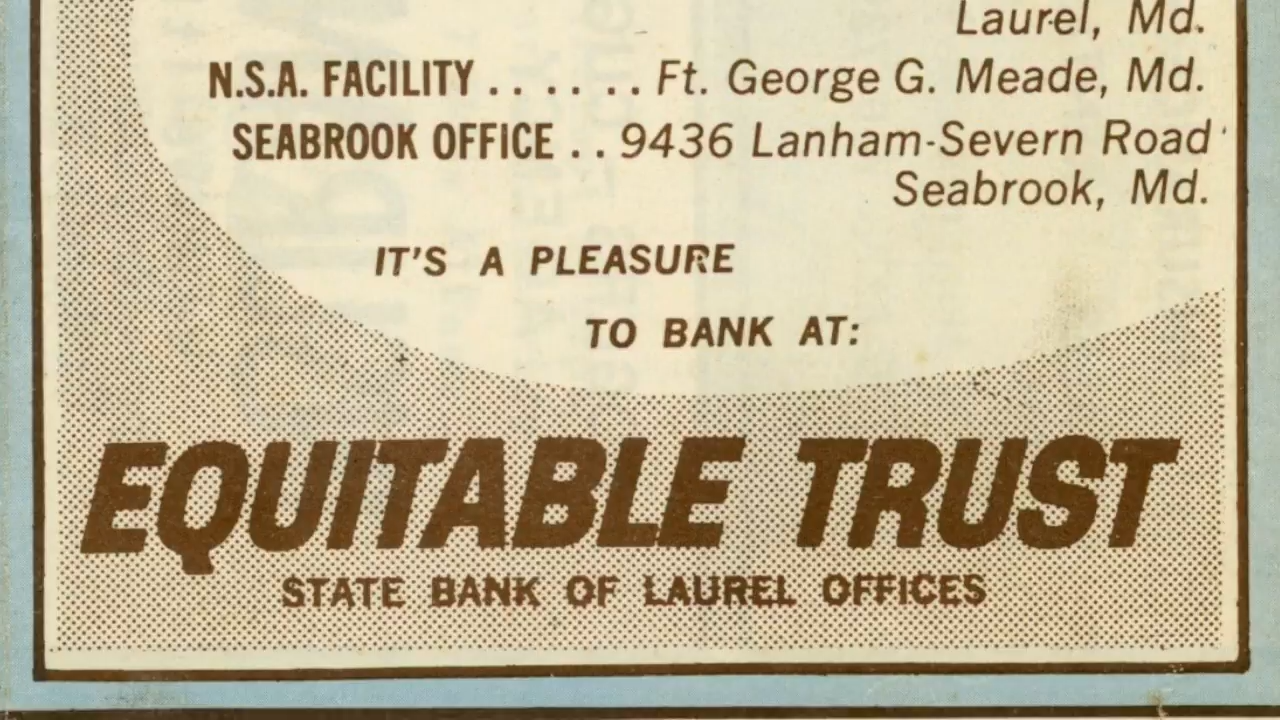 Laurel, Md.
N.S.A. FACILITY . . . . . . Ft. George G. Meade, Md.
SEABROOK OFFICE . . 9436 Lanham-Severn Road
Seabrook, Md.
IT'S A PLEASURE
TO BANK AT:
EQUITABLE TRUST
STATE BANK OF LAUREL OFFICES